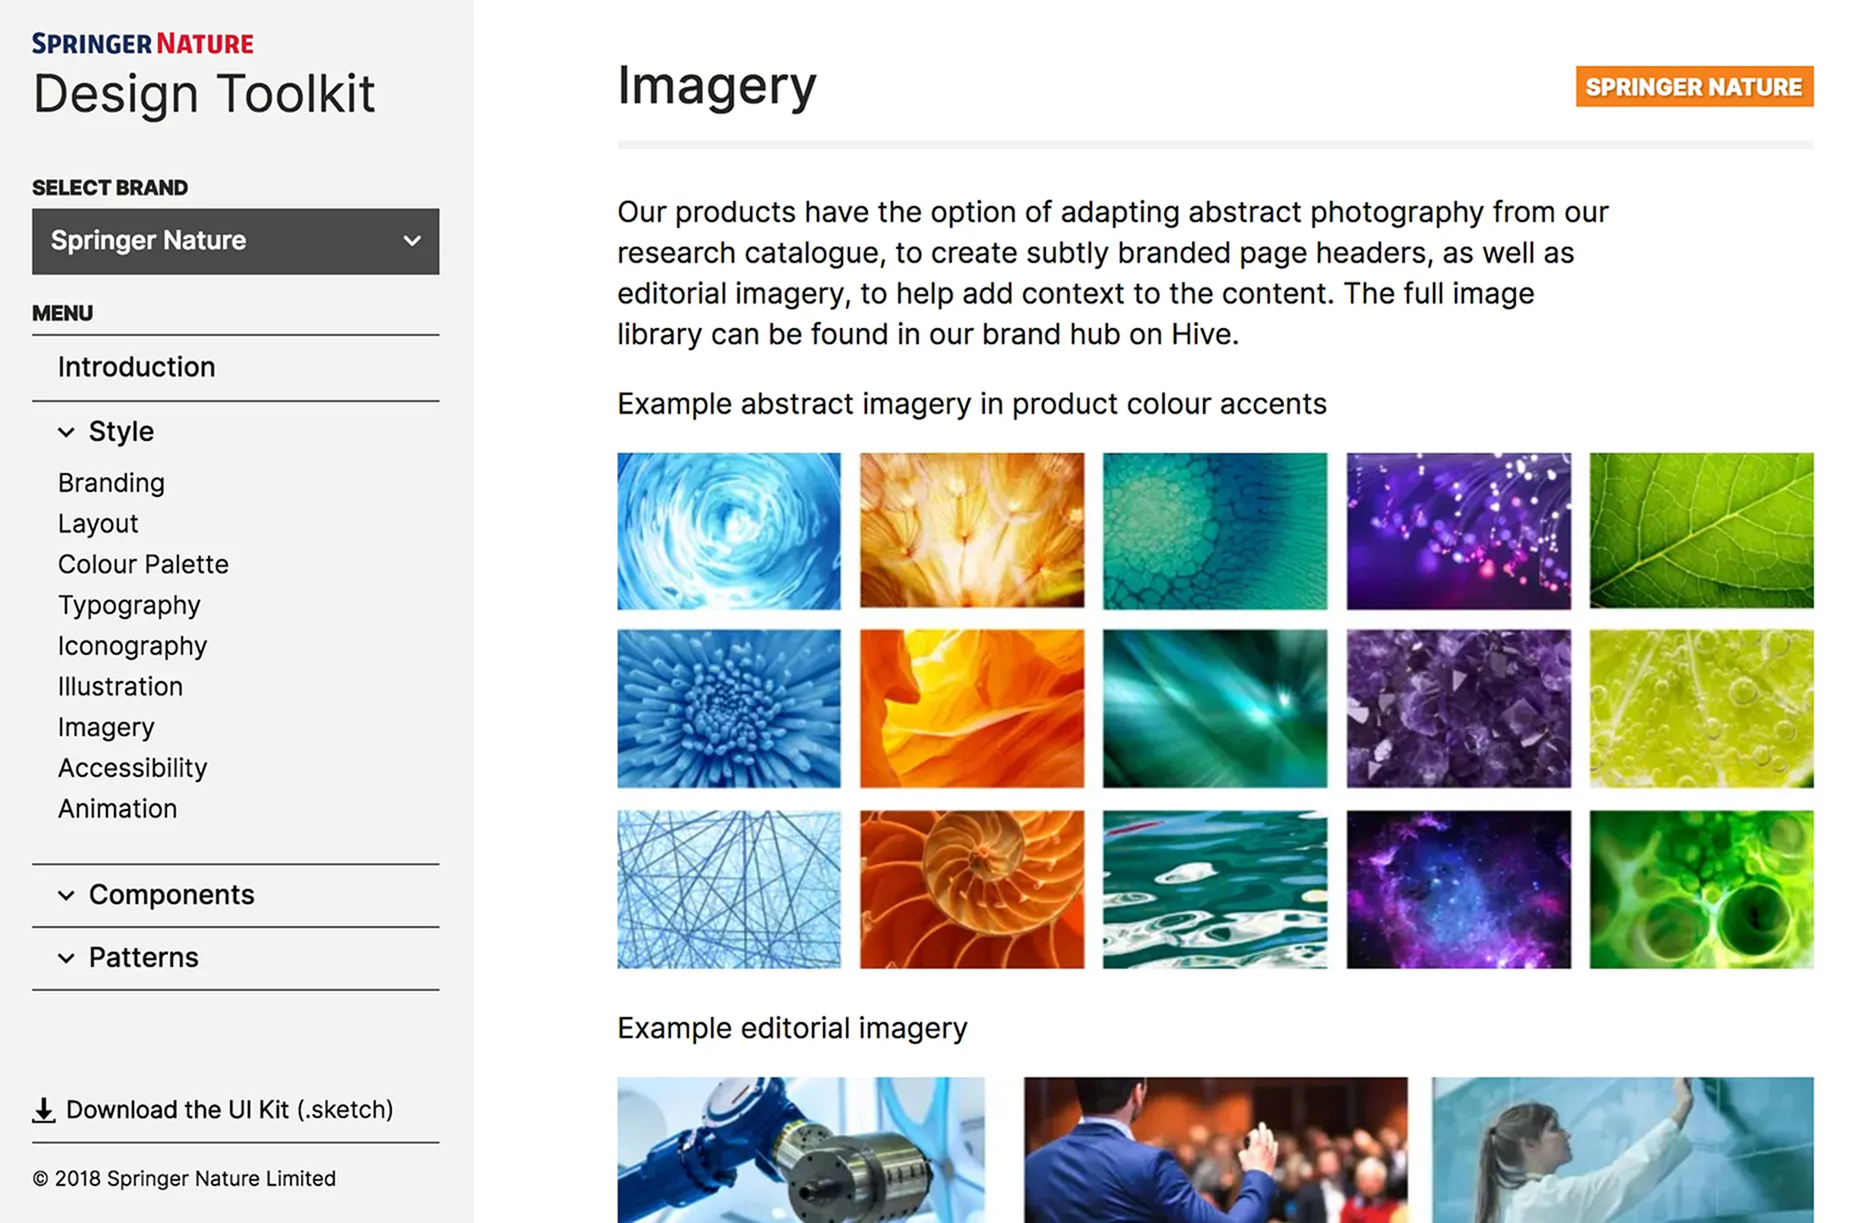 SPRINGER NATURE
Design Toolkit
SELECT BRAND
Springer Nature
MENU
Introduction
Style
Branding
Layout
Colour Palette
Typography
Iconography
Illustration
Imagery
Accessibility
Animation
Components
Patterns
Download the UI Kit (.sketch)
© 2018 Springer Nature Limited
Imagery
SPRINGER NATURE
Our products have the option of adapting abstract photography from our
research catalogue, to create subtly branded page headers, as well as
editorial imagery, to help add context to the content. The full image
library can be found in our brand hub on Hive.
Example abstract imagery in product colour accents
Example editorial imagery